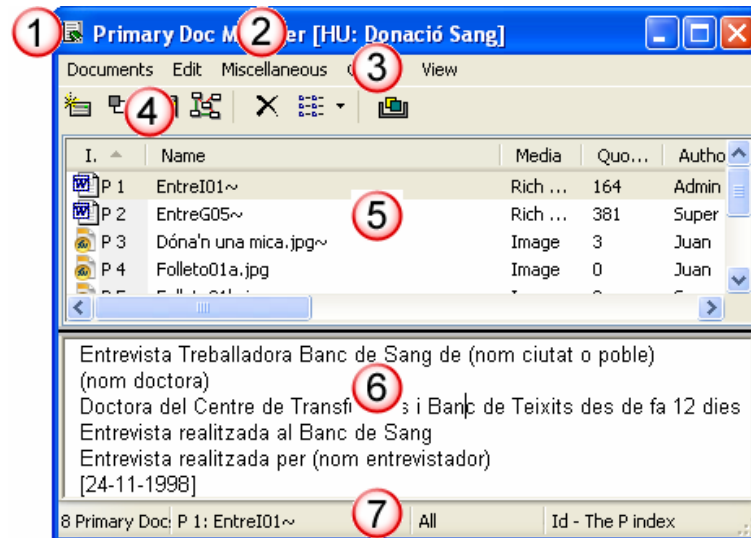 1 Primary Doc M 2 er [HU: Donació Sang]
Documents Edit Miscellaneous 3 View
4
I. Name Media Quo... Autho
P 1 EntreI01~ Rich ... 164 Admin
P 2 EntreG05~ Rich ... 381 Super
5
P 3 Dóna'n una mica.jpg~ Image 3 Juan
P 4 Folleto01a.jpg Image 0 Juan
Entrevista Treballadora Banc de Sang de (nom ciutat o poble)
(nom doctora)
6
Doctora del Centre de Transf s i Banc de Teixits des de fa 12 dies
Entrevista realitzada al Banc de Sang
Entrevista realitzada per (nom entrevistador)
[24-11-1998]
8 Primary Doc: P 1: EntreI01~ 7 All Id - The P index